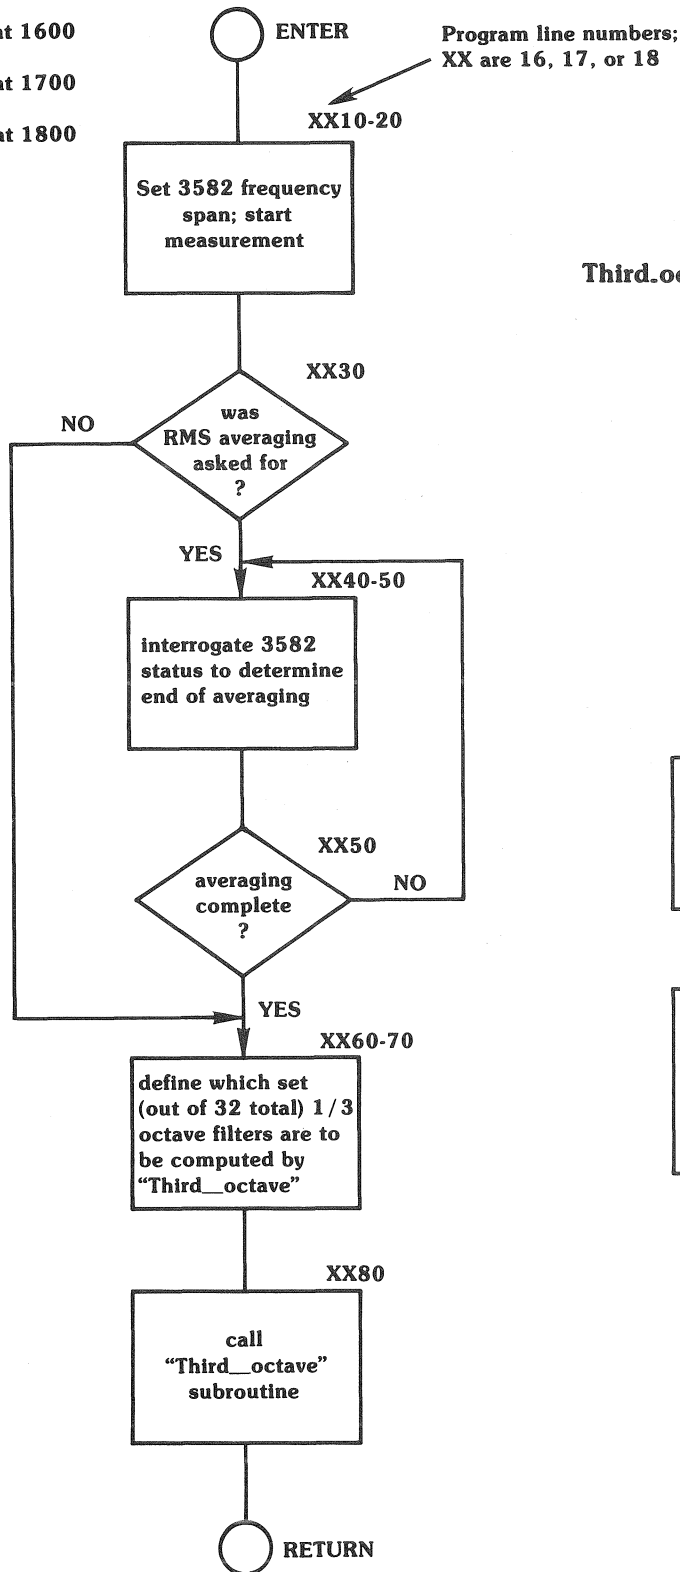 at 1600
at 1700
at 1800
ENTER
Program line numbers;
XX are 16, 17, or 18
XX10-20
Set 3582 frequency
span; start
measurement
XX30
was
RMS averaging
asked for
?
NO
YES
XX40-50
interrogate 3582
status to determine
end of averaging
XX50
averaging
complete
?
NO
YES
XX60-70
define which set
(out of 32 total) 1/3
octave filters are to
be computed by
“Third__octave”
XX80
call
“Third__octave”
subroutine
RETURN